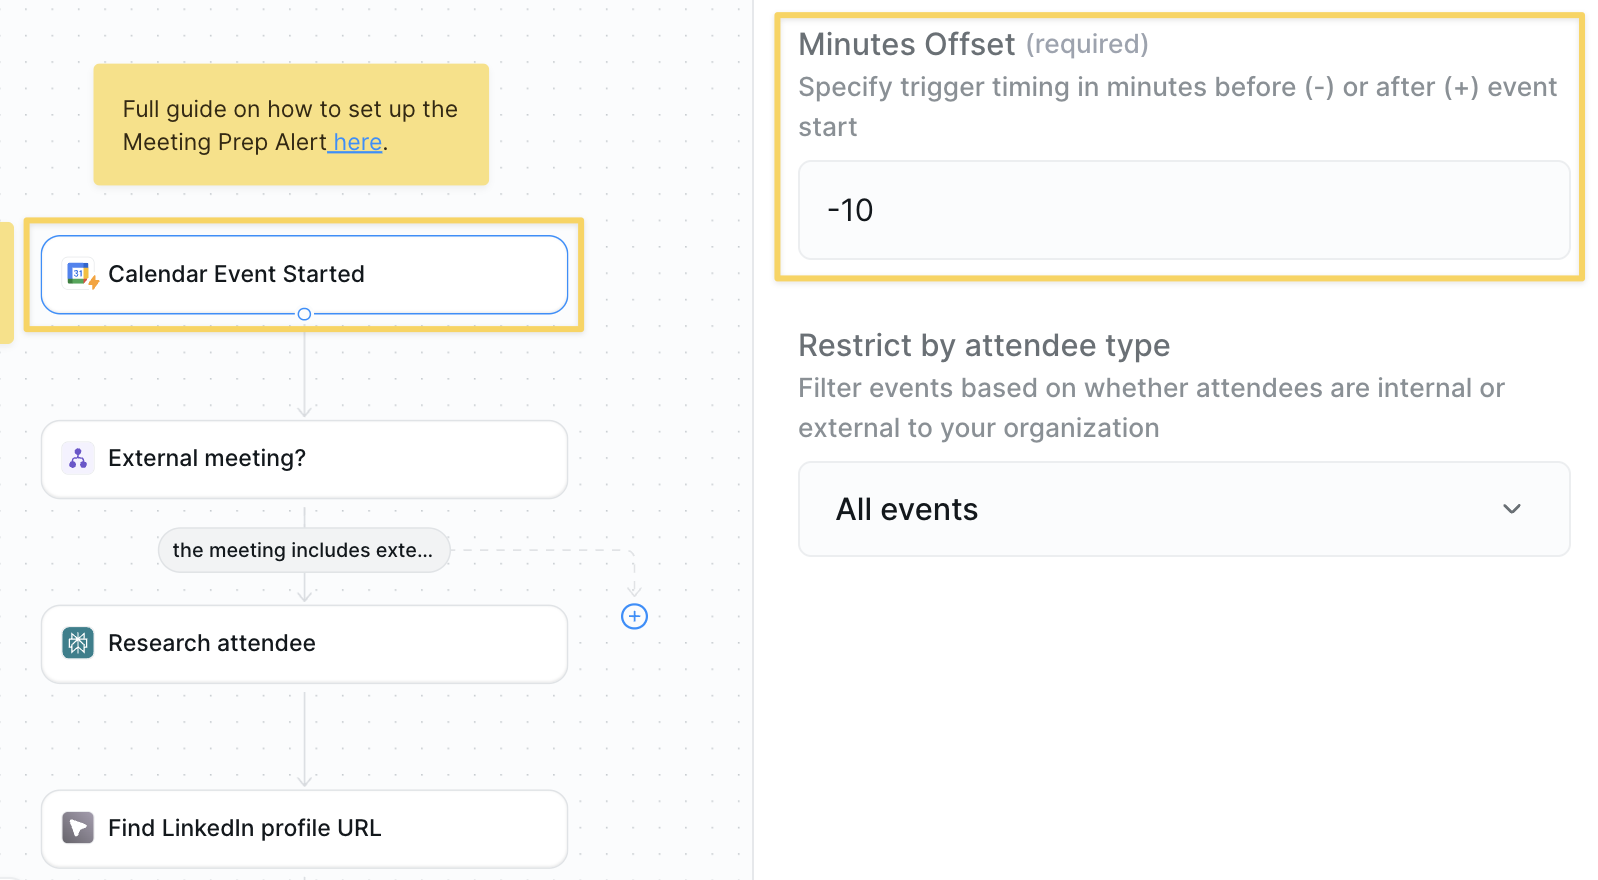 Full guide on how to set up the
Meeting Prep Alert here.
31
Calendar Event Started
External meeting?
the meeting includes exte...
Research attendee
Find LinkedIn profile URL
Minutes Offset (required)
Specify trigger timing in minutes before (-) or after (+) event
start
-10
Restrict by attendee type
Filter events based on whether attendees are internal or
external to your organization
All events